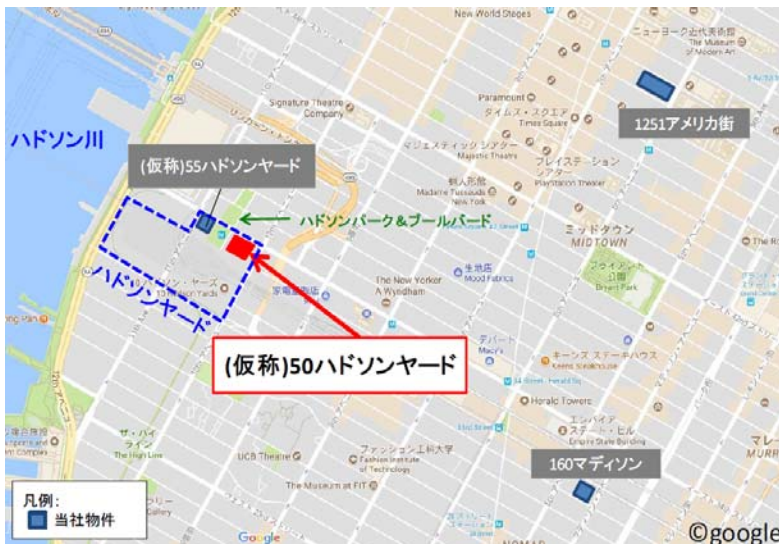 New World Stages
ニューヨーク近代美術館
The Museum
of Modern Art
Signature Theatre
Company
Paramount
タイムズ・スクエア
Times Square
1251アメリカ街
ハドソン川
(仮称)55ハドソンヤード
マジェスティック シアター
Majestic Theatre
プレイステーション
シアター
PlayStation Theater
Madame Tussauds
New York
ハドソンパーク&ブールバード
ミッドタウン
MIDTOWN
ブライアント
公園
Bryant Park
The New Yorker
A Wyndham
生地店
Mood Fabrics
ハドソンヤード
(仮称)50ハドソンヤード
デパート
Macy's
キーンズ ステーキハウス
Keens Steakhouse
Herald Towers
12th アベニュー
ザ・ハイ
ライン
The High Line
エンパイア
ステート・ビル
Empire State Building
UCB Theatre
ファッション工科大学
Fashion Institute
of Technology
The Museum at FIT
160マディソン
凡例:
当社物件
Google
NOMAD
©google